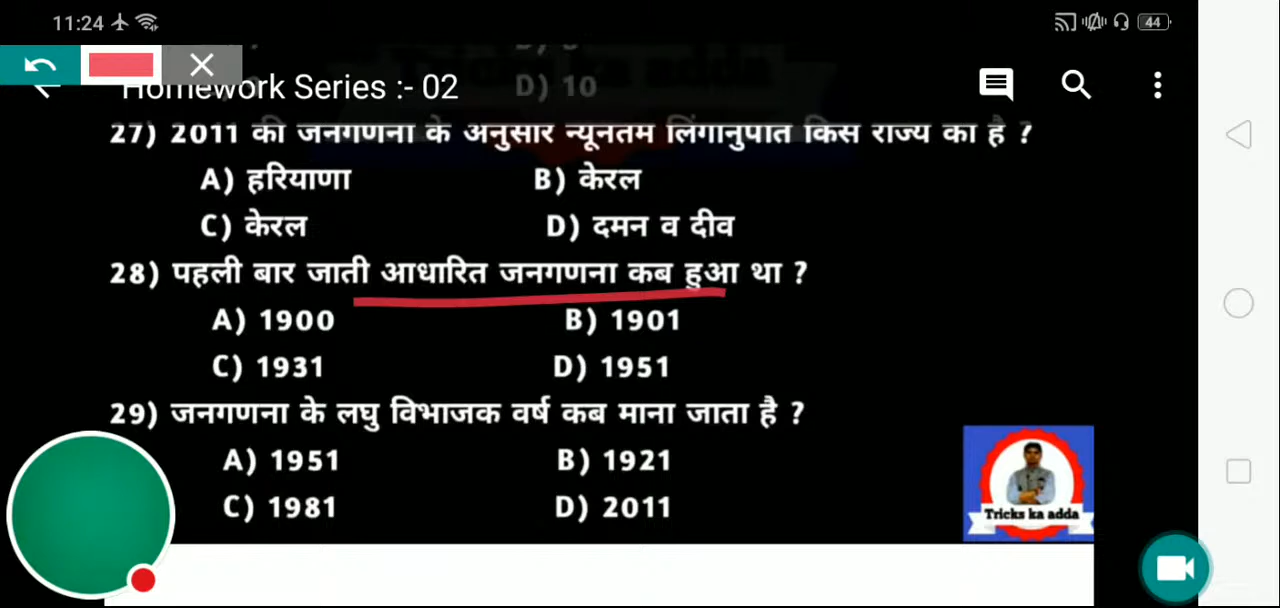 11:24
44
Homework Series :- 02
D) 10
27) 2011 की जनगणना के अनुसार न्यूनतम लिंगानुपात किस राज्य का है ?
A) हरियाणा B) केरल
C) केरल D) दमन व दीव
28) पहली बार जाती आधारित जनगणना कब हुआ था ?
A) 1900 B) 1901
C) 1931 D) 1951
29) जनगणना के लघु विभाजक वर्ष कब माना जाता है ?
A) 1951 B) 1921
C) 1981 D) 2011
Tricks ka adda